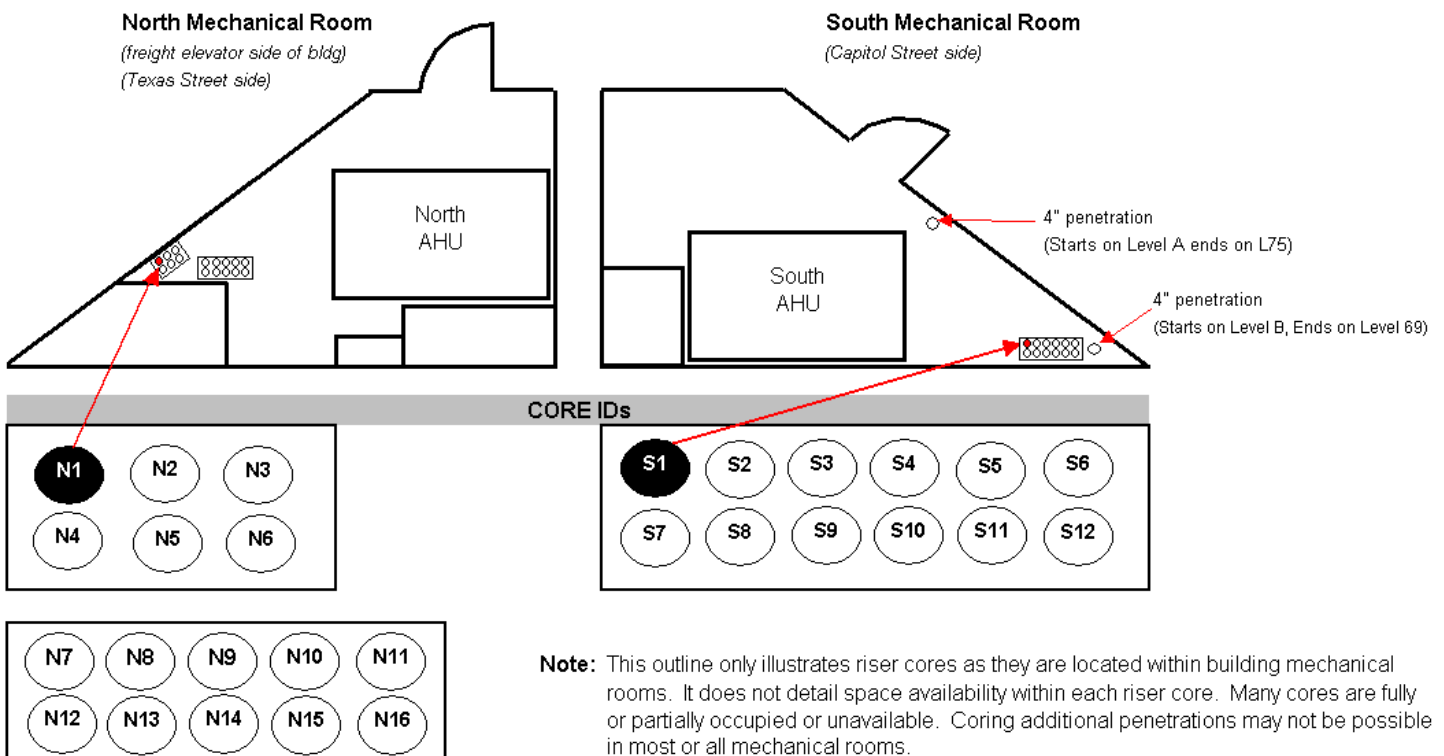 North Mechanical Room
(freight elevator side of bldg)
(Texas Street side)
South Mechanical Room
(Capitol Street side)
North
AHU
South
AHU
4" penetration
(Starts on Level A ends on L75)
4" penetration
(Starts on Level B, Ends on Level 69)
CORE IDs
N1 N2 N3
N4 N5 N6
S1 S2 S3 S4 S5 S6
S7 S8 S9 S10 S11 S12
N7 N8 N9 N10 N11
N12 N13 N14 N15 N16
Note: This outline only illustrates riser cores as they are located within building mechanical
rooms. It does not detail space availability within each riser core. Many cores are fully
or partially occupied or unavailable. Coring additional penetrations may not be possible
in most or all mechanical rooms.